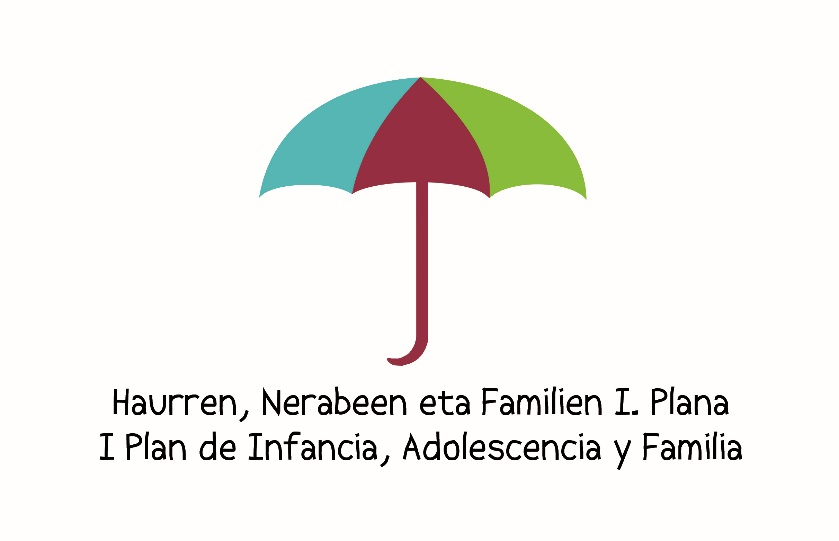 Haurren, Nerabeen eta Familien I. Plana
I Plan de Infancia, Adolescencia y Familia